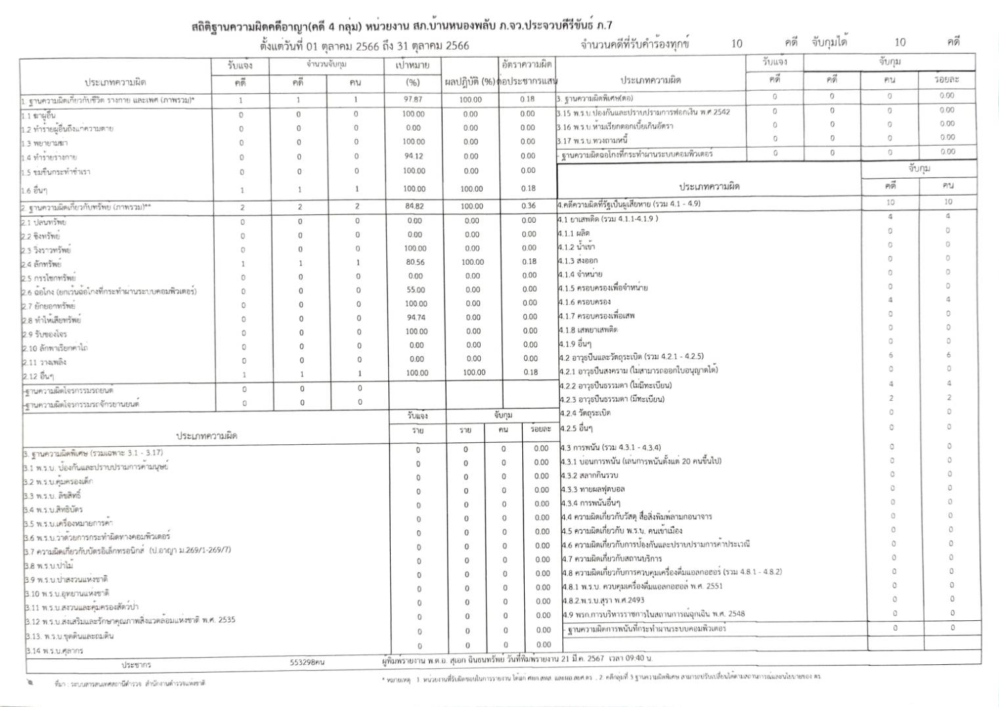 สถิติฐานความผิดคดีอาญา(คดี 4 กลุ่ม) หน่วยงาน สภ.บ้านหนองพลับ ภ.จว.ประจวบคีรีขันธ์ ภ.7
ตั้งแต่วันที่ 01 ตุลาคม 2566 ถึง 31 ตุลาคม 2566 จำนวนคดีที่รับคำร้องทุกข์ 10 คดี จับกุมได้ 10 คดี
ประเภทความผิด รับแจ้ง จำนวนจับกุม เป้าหมาย ผลปฎิบัติ (%) อัตราความผิด
คดี คดี คน (%) ต่อประชากรแสน
1. ฐานความผิดเกี่ยวกับชีวิต ร่างกาย และเพศ (ภาพรวม)* 1 1 1 97.87 100.00 0.18
1.1 ฆ่าผู้อื่น 0 0 0 100.00 0.00 0.00
1.2 ทำร้ายผู้อื่นถึงแก่ความตาย 0 0 0 0.00 0.00 0.00
1.3 พยายามฆ่า 0 0 0 100.00 0.00 0.00
1.4 ทำร้ายร่างกาย 0 0 0 94.12 0.00 0.00
1.5 ข่มขืนกระทำชำเรา 0 0 0 100.00 0.00 0.00
1.6 อื่นๆ 1 1 1 100.00 100.00 0.18
2. ฐานความผิดเกี่ยวกับทรัพย์ (ภาพรวม)** 2 2 2 84.82 100.00 0.36
2.1 ปล้นทรัพย์ 0 0 0 0.00 0.00 0.00
2.2 ชิงทรัพย์ 0 0 0 0.00 0.00 0.00
2.3 วิ่งราวทรัพย์ 0 0 0 100.00 0.00 0.00
2.4 ลักทรัพย์ 1 1 1 80.56 100.00 0.18
2.5 กรรโชกทรัพย์ 0 0 0 0.00 0.00 0.00
2.6 ฉ้อโกง (ยกเว้นฉ้อโกงที่กระทำผ่านระบบคอมพิวเตอร์) 0 0 0 55.00 0.00 0.00
2.7 ยักยอกทรัพย์ 0 0 0 100.00 0.00 0.00
2.8 ทำให้เสียทรัพย์ 0 0 0 94.74 0.00 0.00
2.9 รับของโจร 0 0 0 100.00 0.00 0.00
2.10 ลักพาเรียกค่าไถ่ 0 0 0 0.00 0.00 0.00
2.11 วางเพลิง 0 0 0 0.00 0.00 0.00
2.12 อื่นๆ 1 1 1 100.00 100.00 0.18
-ฐานความผิดโจรกรรมรถยนต์ 0 0 0
-ฐานความผิดโจรกรรมรถจักรยานยนต์ 0 0 0
ประเภทความผิด รับแจ้ง จับกุม
ราย ราย คน ร้อยละ
3. ฐานความผิดพิเศษ (รวมเฉพาะ 3.1 - 3.17) 0 0 0 0.00
3.1 พ.ร.บ. ป้องกันและปราบปรามการค้ามนุษย์ 0 0 0 0.00
3.2 พ.ร.บ.คุ้มครองเด็ก 0 0 0 0.00
3.3 พ.ร.บ. ลิขสิทธิ์ 0 0 0 0.00
3.4 พ.ร.บ.สิทธิบัตร 0 0 0 0.00
3.5 พ.ร.บ.เครื่องหมายการค้า 0 0 0 0.00
3.6 พ.ร.บ.ว่าด้วยการกระทำผิดทางคอมพิวเตอร์ 0 0 0 0.00
3.7 ความผิดเกี่ยวกับบัตรอิเล็กทรอนิกส์ (ป.อาญา ม.269/1-269/7) 0 0 0 0.00
3.8 พ.ร.บ.ป่าไม้ 0 0 0 0.00
3.9 พ.ร.บ.ป่าสงวนแห่งชาติ 0 0 0 0.00
3.10 พ.ร.บ.อุทยานแห่งชาติ 0 0 0 0.00
3.11 พ.ร.บ.สงวนและคุ้มครองสัตว์ป่า 0 0 0 0.00
3.12 พ.ร.บ.ส่งเสริมและรักษาคุณภาพสิ่งแวดล้อมแห่งชาติ พ.ศ. 2535 0 0 0 0.00
3.13. พ.ร.บ.ขุดดินและถมดิน 0 0 0 0.00
3.14 พ.ร.บ.ศุลากร 0 0 0 0.00
ประเภทความผิด รับแจ้ง จับกุม
คดี คดี คน ร้อยละ
3. ฐานความผิดพิเศษ(ต่อ) 0 0 0 0.00
3.15 พ.ร.บ.ป้องกันและปราบปรามการฟอกเงิน พ.ศ 2542 0 0 0 0.00
3.16 พ.ร.บ.ห้ามเรียกดอกเบี้ยเกินอัตรา 0 0 0 0.00
3.17 พ.ร.บ.ทวงถามหนี้ 0 0 0 0.00
- ฐานความผิดฉ้อโกงที่กระทำผ่านระบบคอมพิวเตอร์ 0 0 0 0.00
ประเภทความผิด จับกุม
คดี คน
4.คดีความผิดที่รัฐเป็นผู้เสียหาย (รวม 4.1 - 4.9) 10 10
4.1 ยาเสพติด (รวม 4.1.1-4.1.9 ) 4 4
4.1.1 ผลิต 0 0
4.1.2 นำเข้า 0 0
4.1.3 ส่งออก 0 0
4.1.4 จำหน่าย 0 0
4.1.5 ครอบครองเพื่อจำหน่าย 0 0
4.1.6 ครอบครอง 4 4
4.1.7 ครอบครองเพื่อเสพ 0 0
4.1.8 เสพยาเสพติด 0 0
4.1.9 อื่นๆ 0 0
4.2 อาวุธปืนและวัตถุระเบิด (รวม 4.2.1 - 4.2.5) 6 6
4.2.1 อาวุธปืนสงคราม (ไม่สามารถออกใบอนุญาตได้) 0 0
4.2.2 อาวุธปืนธรรมดา (ไม่มีทะเบียน) 4 4
4.2.3 อาวุธปืนธรรมดา (มีทะเบียน) 2 2
4.2.4 วัตถุระเบิด 0 0
4.2.5 อื่นๆ 0 0
4.3 การพนัน (รวม 4.3.1 - 4.3.4) 0 0
4.3.1 บ่อนการพนัน (เล่นการพนันตั้งแต่ 20 คนขึ้นไป) 0 0
4.3.2 สลากกินรวบ 0 0
4.3.3 ทายผลฟุตบอล 0 0
4.3.4 การพนันอื่นๆ 0 0
4.4 ความผิดเกี่ยวกับวัสดุ สื่อสิ่งพิมพ์ลามกอนาจาร 0 0
4.5 ความผิดเกี่ยวกับ พ.ร.บ. คนเข้าเมือง 0 0
4.6 ความผิดเกี่ยวกับการป้องกันและปราบปรามการค้าประเวณี 0 0
4.7 ความผิดเกี่ยวกับสถานบริการ 0 0
4.8 ความผิดเกี่ยวกับการควบคุมเครื่องดื่มแอลกอฮอร์ (รวม 4.8.1 - 4.8.2) 0 0
4.8.1 พ.ร.บ. ควบคุมเครื่องดื่มแอลกอฮอล์ พ.ศ. 2551 0 0
4.8.2.พ.ร.บ.สุรา พ.ศ.2493 0 0
4.9 พรก.การบริหารราชการในสถานการณ์ฉุกเฉิน พ.ศ. 2548 0 0
- ฐานความผิดการพนันที่กระทำผ่านระบบคอมพิวเตอร์ 0 0
ประชากร 553298คน ผู้พิมพ์รายงาน พ.ต.อ. สุเอก ฉินธนทรัพย์ วันที่พิมพ์รายงาน 21 มี.ค. 2567 เวลา 09:40 น.
ที่มา : ระบบสารสนเทศสถานีตำรวจ สำนักงานตำรวจแห่งชาติ
* หมายเหตุ 1. หน่วยงานที่รับผิดชอบในการรายงาน ได้แก่ ศทก.สทส. และผอ.สยศ.ตร , 2. คดีกลุ่มที่ 3 ฐานความผิดพิเศษ สามารถปรับเปลี่ยนได้ตามสถานการณ์และนโยบายของ ตร.